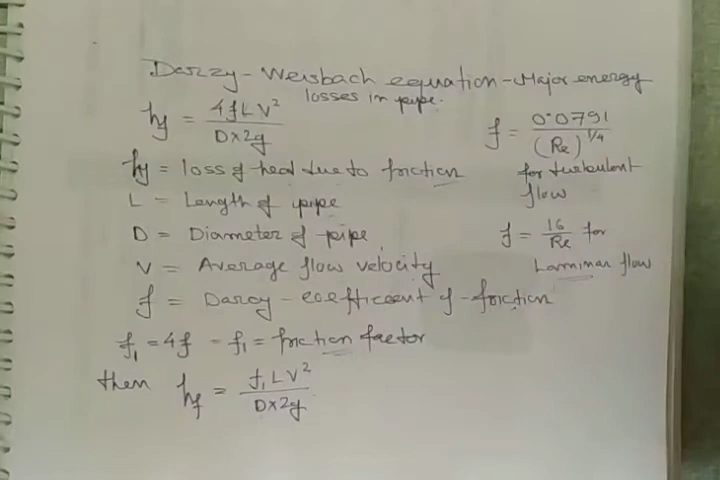 Darzy - Weisbach equation - Major energy
losses in pipe.
hf = 4fLV² / D×2g
f = 0.0791 / (Re)^1/4
for turbulent
flow
hf = loss of head due to friction
L = Length of pipe
D = Diameter of pipe
f = 16/Re for
Laminar flow
V = Average flow velocity
f = Darcy - coefficeent of friction
f₁ = 4f - f₁ = friction factor
then hf = f₁LV² / D×2g